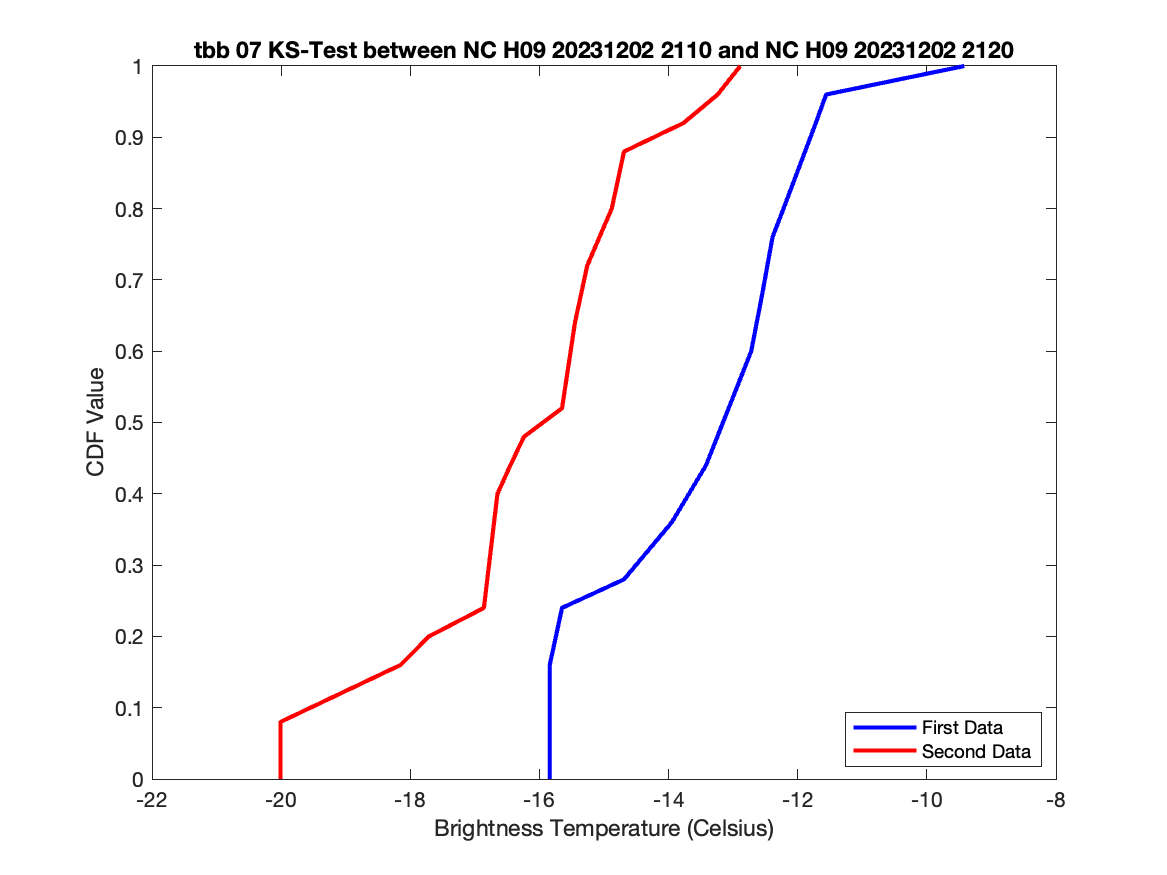 tbb 07 KS-Test between NC H09 20231202 2110 and NC H09 20231202 2120
1
0.9
0.8
0.7
0.6
0.5
0.4
0.3
0.2
0.1
0
CDF Value
First Data
Second Data
-22 -20 -18 -16 -14 -12 -10 -8
Brightness Temperature (Celsius)